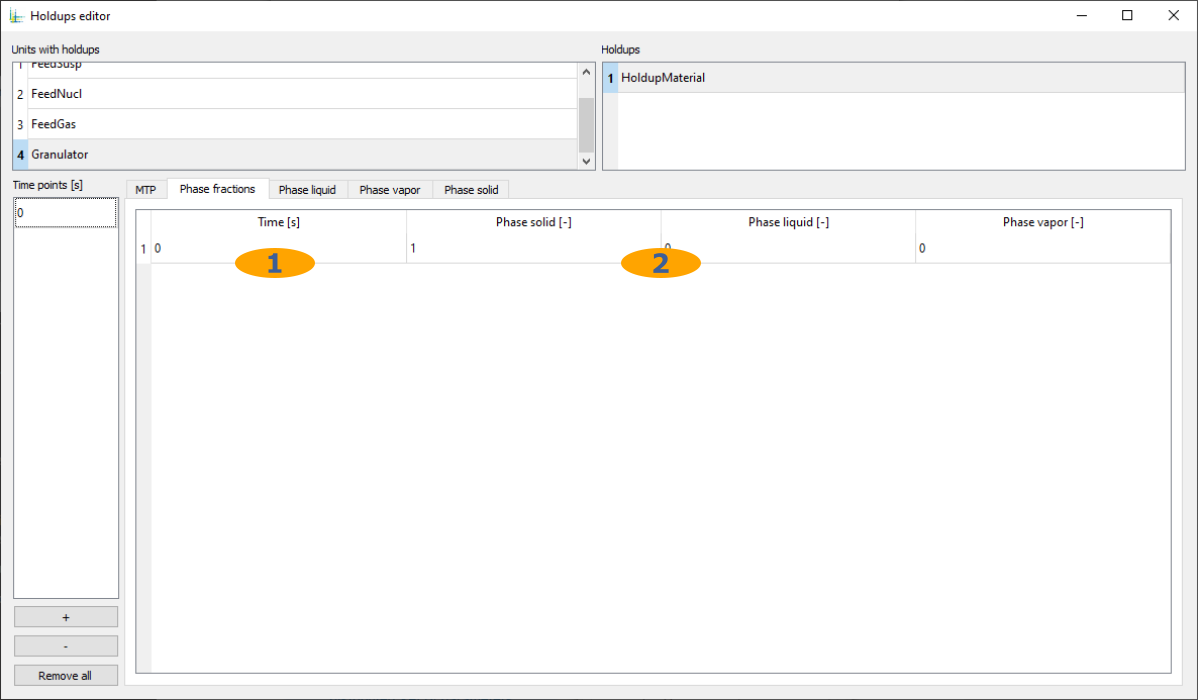 Holdups editor
Units with holdups
Holdups
1 FeedSusp
2 FeedNucl
3 FeedGas
4 Granulator
1 HoldupMaterial
Time points [s]
0
MTP Phase fractions Phase liquid Phase vapor Phase solid
Time [s] Phase solid [-] Phase liquid [-] Phase vapor [-]
1 0 1 0 0
1 2
+
-
Remove all